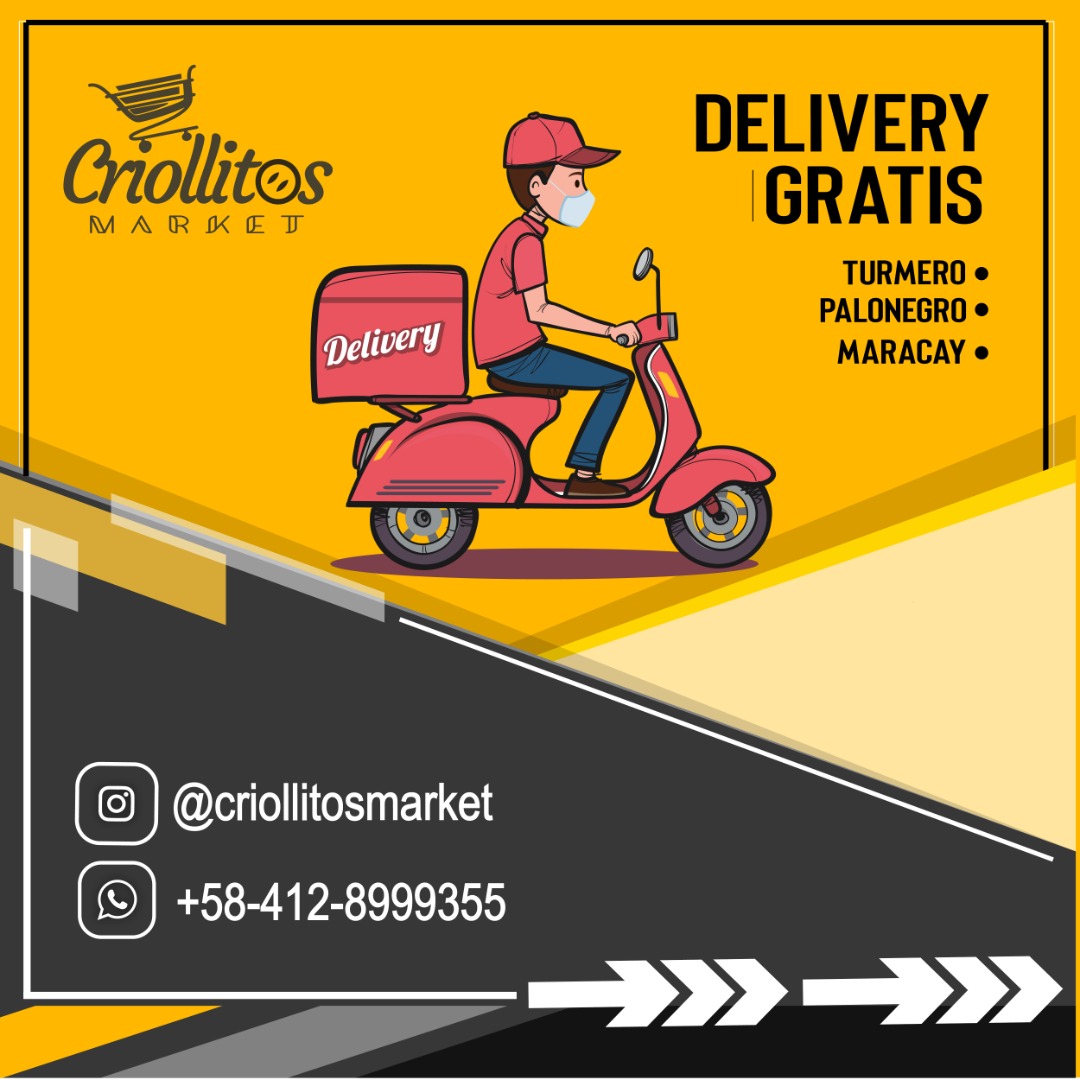 Criollitos
MARKET
DELIVERY
GRATIS
TURMERO •
PALONEGRO •
MARACAY •
Delivery
@criollitosmarket
+58-412-8999355